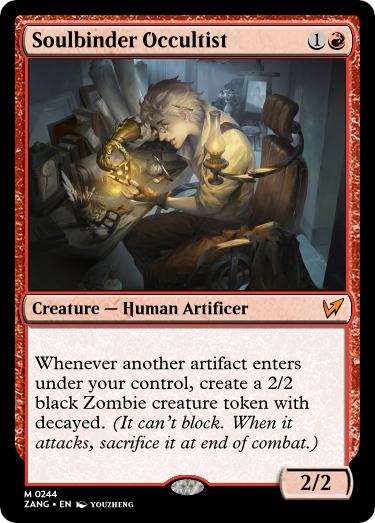 Soulbinder Occultist 1
Creature — Human Artificer
Whenever another artifact enters
under your control, create a 2/2
black Zombie creature token with
decayed. (It can't block. When it
attacks, sacrifice it at end of combat.)
2/2
M 0244
ZANG • EN YOUZHENG